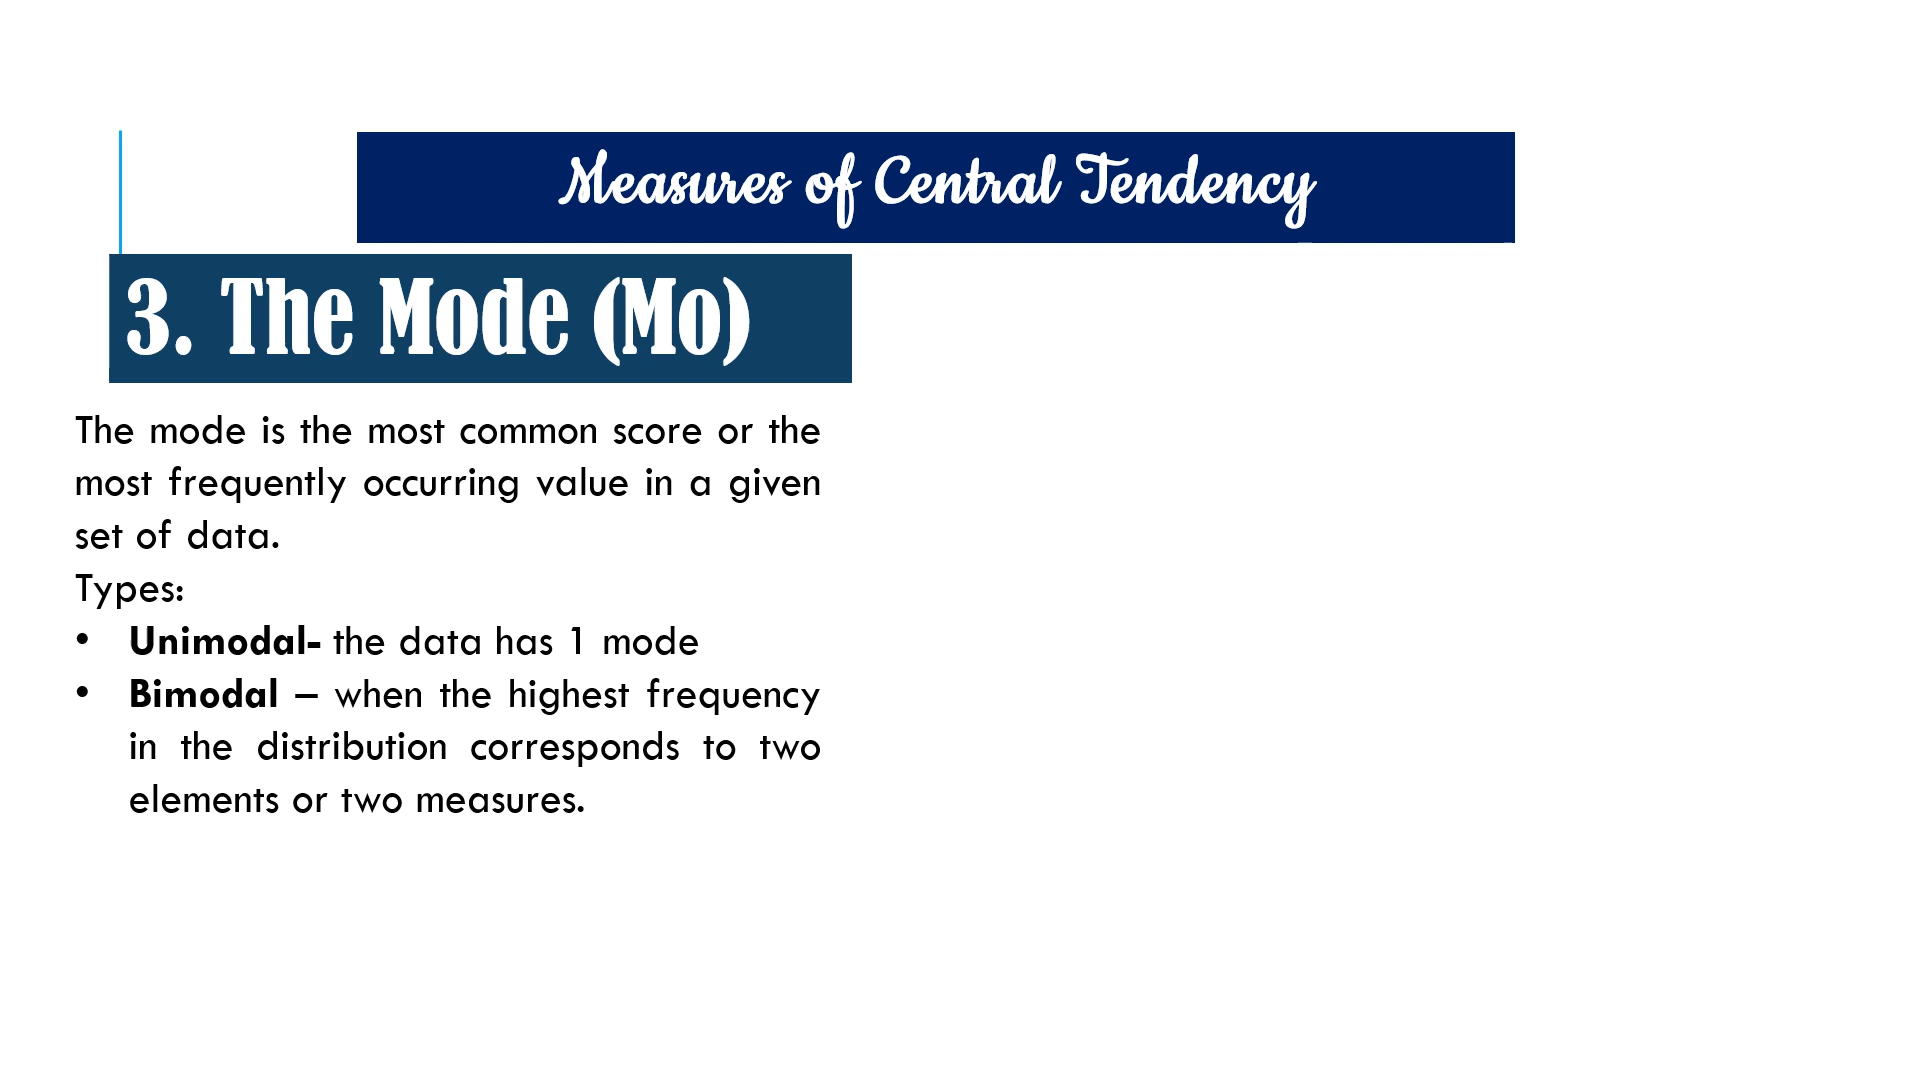 Measures of Central Tendency
3. The Mode (Mo)
The mode is the most common score or the
most frequently occurring value in a given
set of data.
Types:
• Unimodal- the data has 1 mode
• Bimodal – when the highest frequency
in the distribution corresponds to two
elements or two measures.